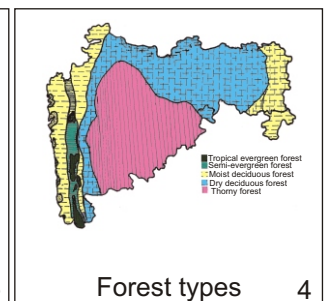 Tropical evergreen forest
Semi-evergreen forest
Moist deciduous forest
Dry deciduous forest
Thorny forest
Forest types 4